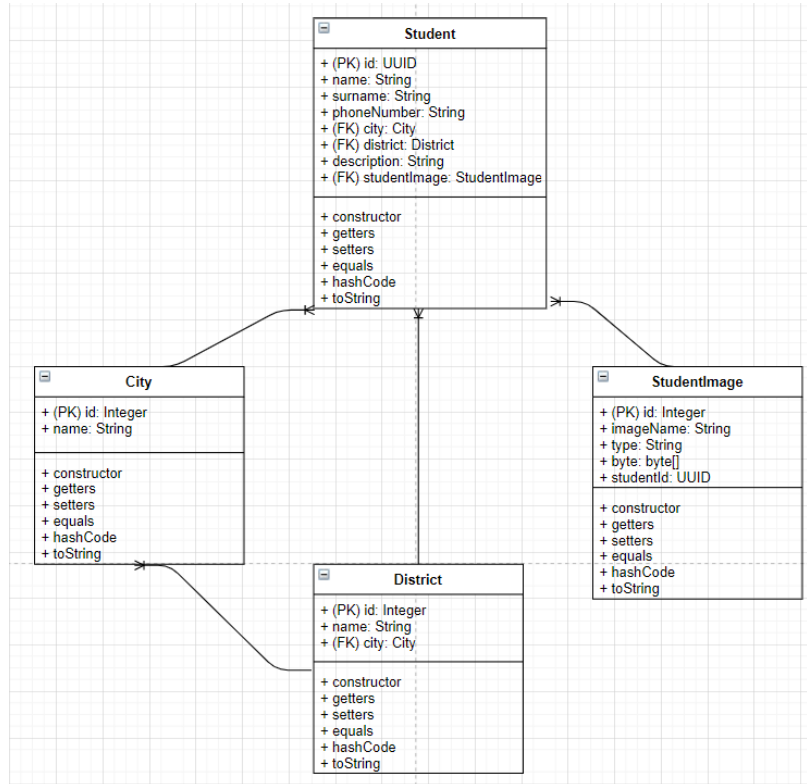 Student
+ (PK) id: UUID
+ name: String
+ surname: String
+ phoneNumber: String
+ (FK) city: City
+ (FK) district: District
+ description: String
+ (FK) studentImage: StudentImage
+ constructor
+ getters
+ setters
+ equals
+ hashCode
+ toString
City
+ (PK) id: Integer
+ name: String
+ constructor
+ getters
+ setters
+ equals
+ hashCode
+ toString
StudentImage
+ (PK) id: Integer
+ imageName: String
+ type: String
+ byte: byte[]
+ studentId: UUID
+ constructor
+ getters
+ setters
+ equals
+ hashCode
+ toString
District
+ (PK) id: Integer
+ name: String
+ (FK) city: City
+ constructor
+ getters
+ setters
+ equals
+ hashCode
+ toString